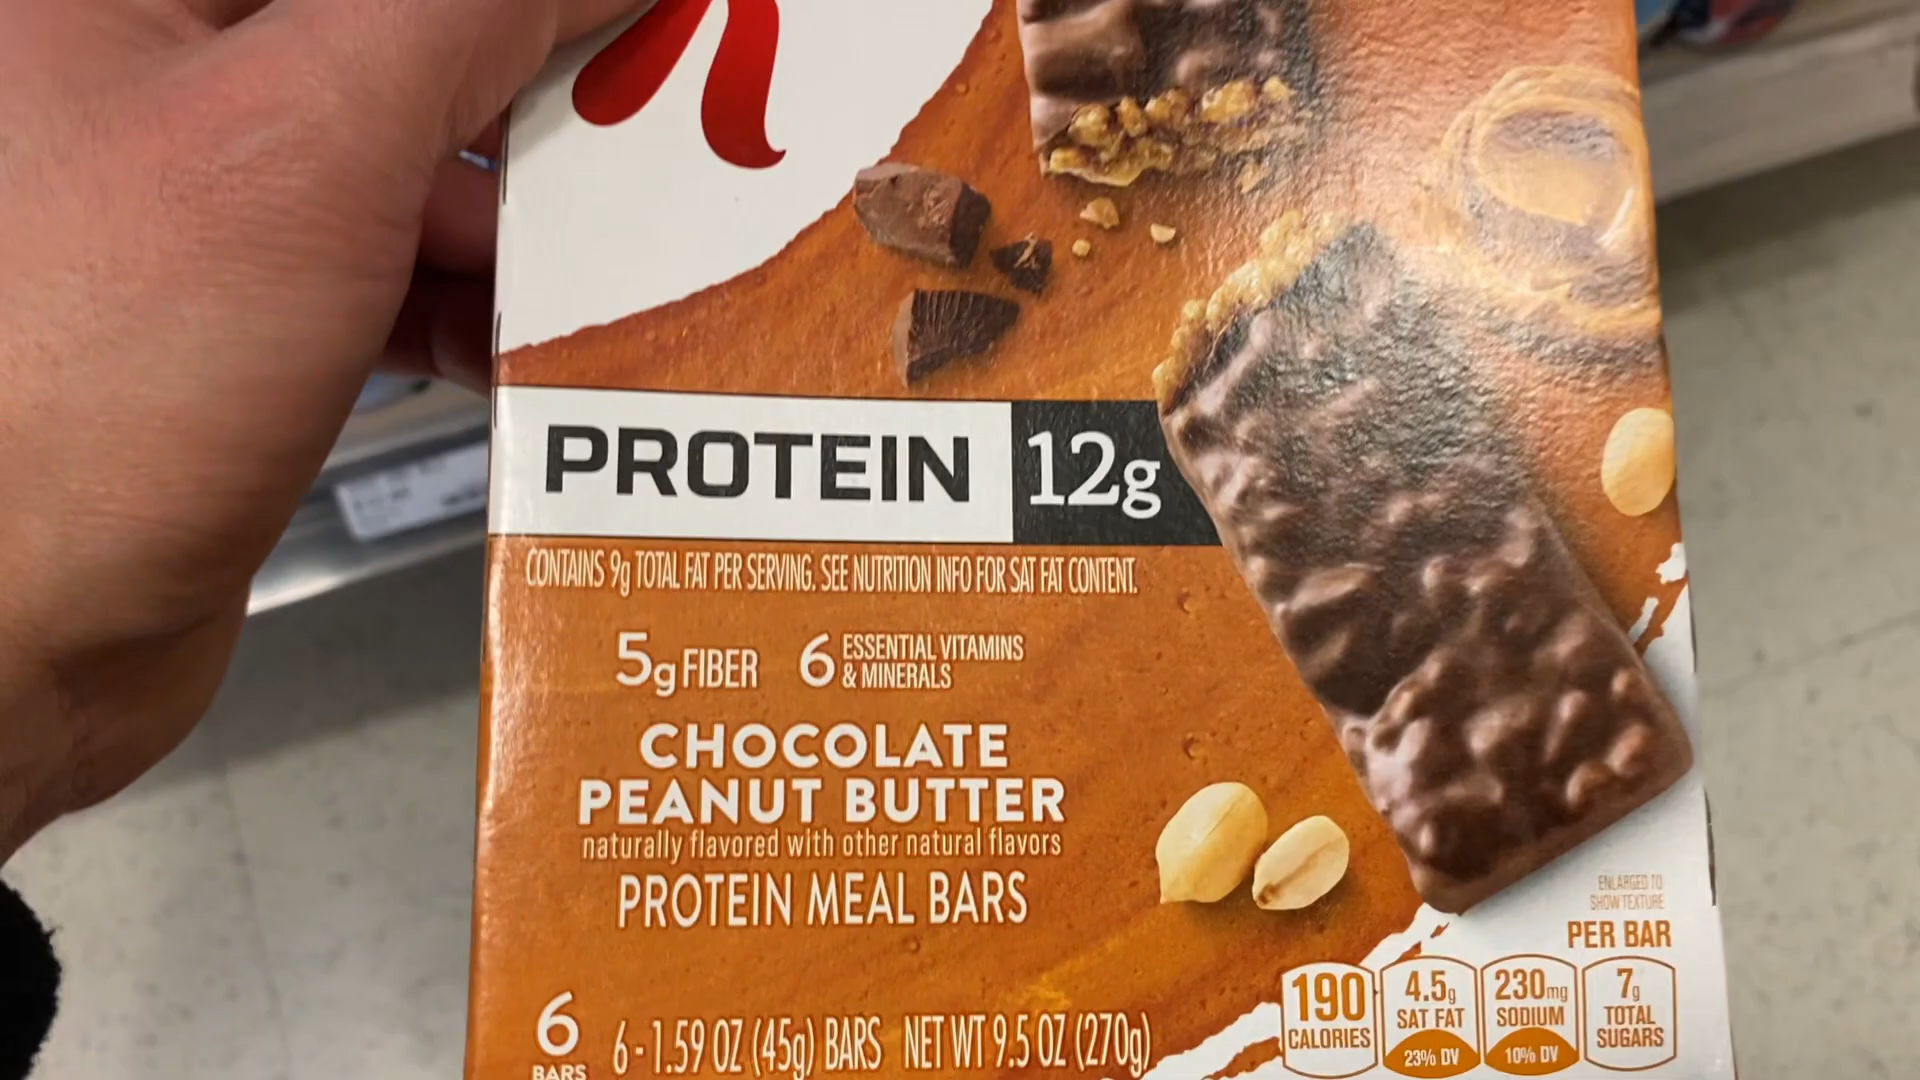 PROTEIN 12g
CONTAINS 9g TOTAL FAT PER SERVING. SEE NUTRITION INFO FOR SAT FAT CONTENT.
5g FIBER
6 ESSENTIAL VITAMINS
& MINERALS
CHOCOLATE
PEANUT BUTTER
naturally flavored with other natural flavors
PROTEIN MEAL BARS
ENLARGED TO
SHOW TEXTURE
PER BAR
190
CALORIES
4.5g
SAT FAT
23% DV
230mg
SODIUM
10% DV
7g
TOTAL
SUGARS
6
BARS
6 - 1.59 OZ (45g) BARS NET WT 9.5 OZ (270g)